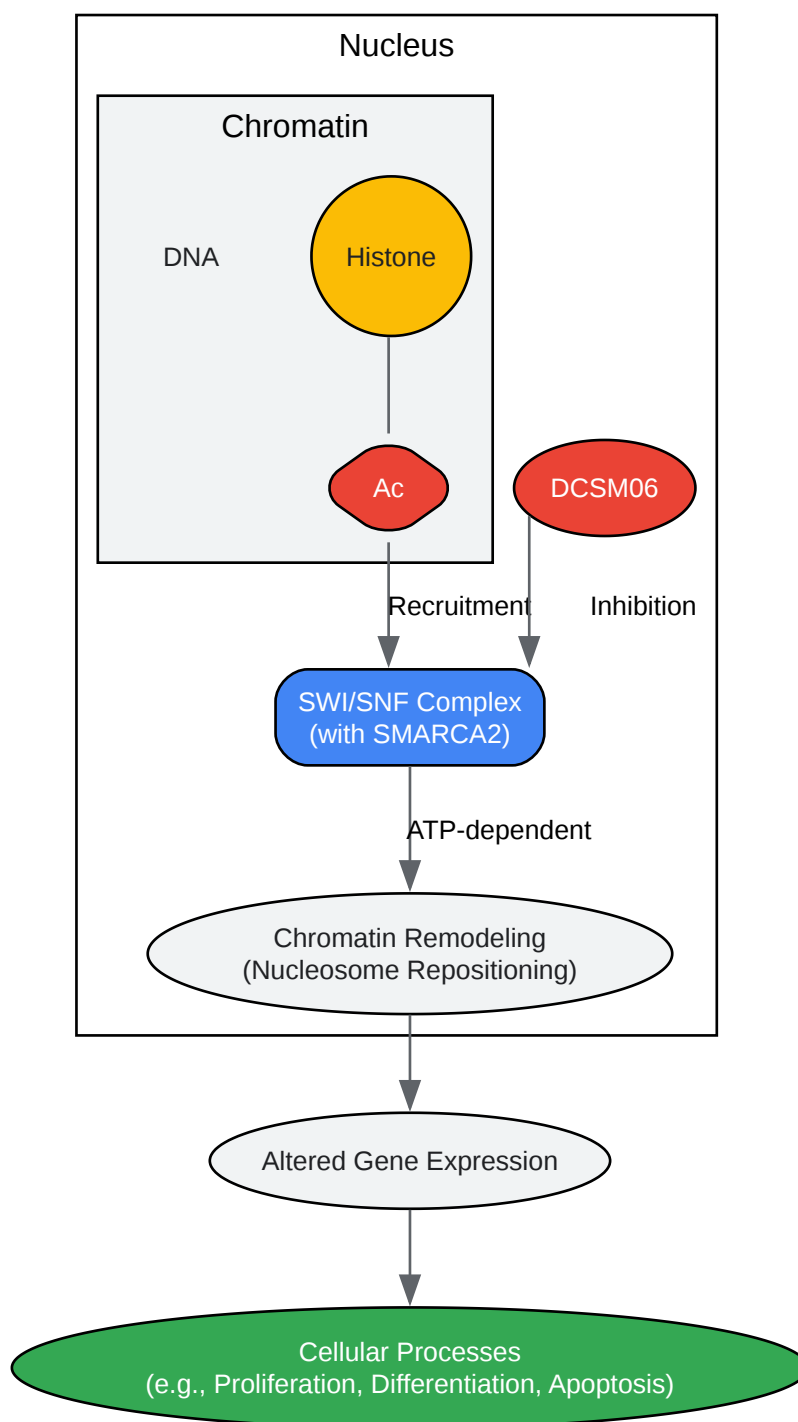 Nucleus
Chromatin
DNA
Histone
Ac
DCSM06
Recruitment
Inhibition
SWI/SNF Complex
(with SMARCA2)
ATP-dependent
Chromatin Remodeling
(Nucleosome Repositioning)
Altered Gene Expression
Cellular Processes
(e.g., Proliferation, Differentiation, Apoptosis)